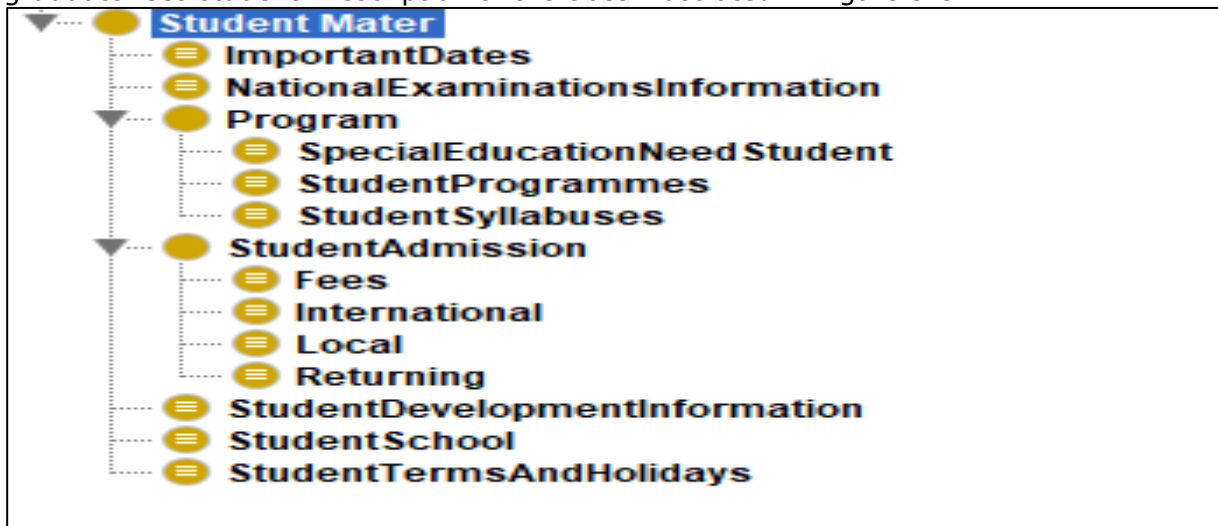 Student Mater
ImportantDates
NationalExaminationsInformation
Program
SpecialEducationNeedStudent
StudentProgrammes
StudentSyllabuses
StudentAdmission
Fees
International
Local
Returning
StudentDevelopmentInformation
StudentSchool
StudentTermsAndHolidays